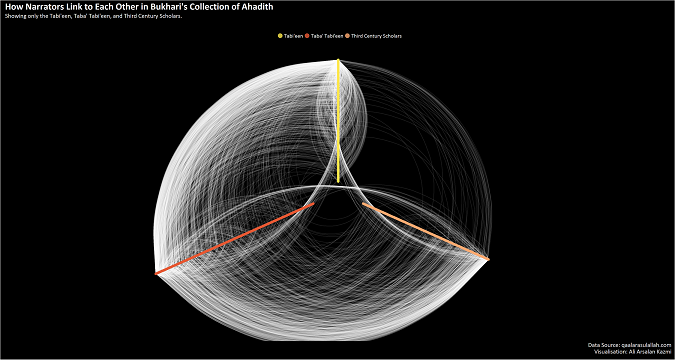 How Narrators Link to Each Other in Bukhari's Collection of Ahadith
Showing only the Tabi'een, Taba' Tabi'een, and Third Century Scholars.
Tabi'een Taba' Tabi'een Third Century Scholars
Data Source: qaalarasulallah.com
Visualisation: Ali Arsalan Kazmi